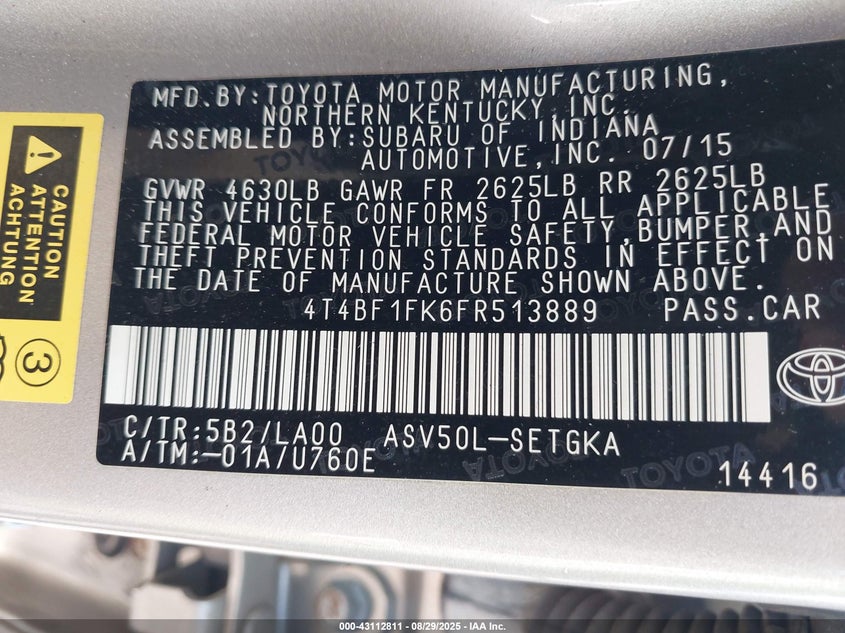 MFD.BY:TOYOTA MOTOR MANUFACTURING,
NORTHERN KENTUCKY,INC.
ASSEMBLED BY:SUBARU OF INDIANA
AUTOMOTIVE,INC. 07/15
GVWR 4630LB GAWR FR 2625LB RR 2625LB
THIS VEHICLE CONFORMS TO ALL APPLICABLE
FEDERAL MOTOR VEHICLE SAFETY,BUMPER,AND
THEFT PREVENTION STANDARDS IN EFFECT ON
THE DATE OF MANUFACTURE SHOWN ABOVE.
4T4BF1FK6FR513889 PASS.CAR
C/TR:5B2/LA00 ASV50L-SETGKA
A/TM:-01A/U760E
14416
CAUTION
ATTENTION
ACHTUNG
3
000-43112811 | 08/29/2025 - IAA Inc.